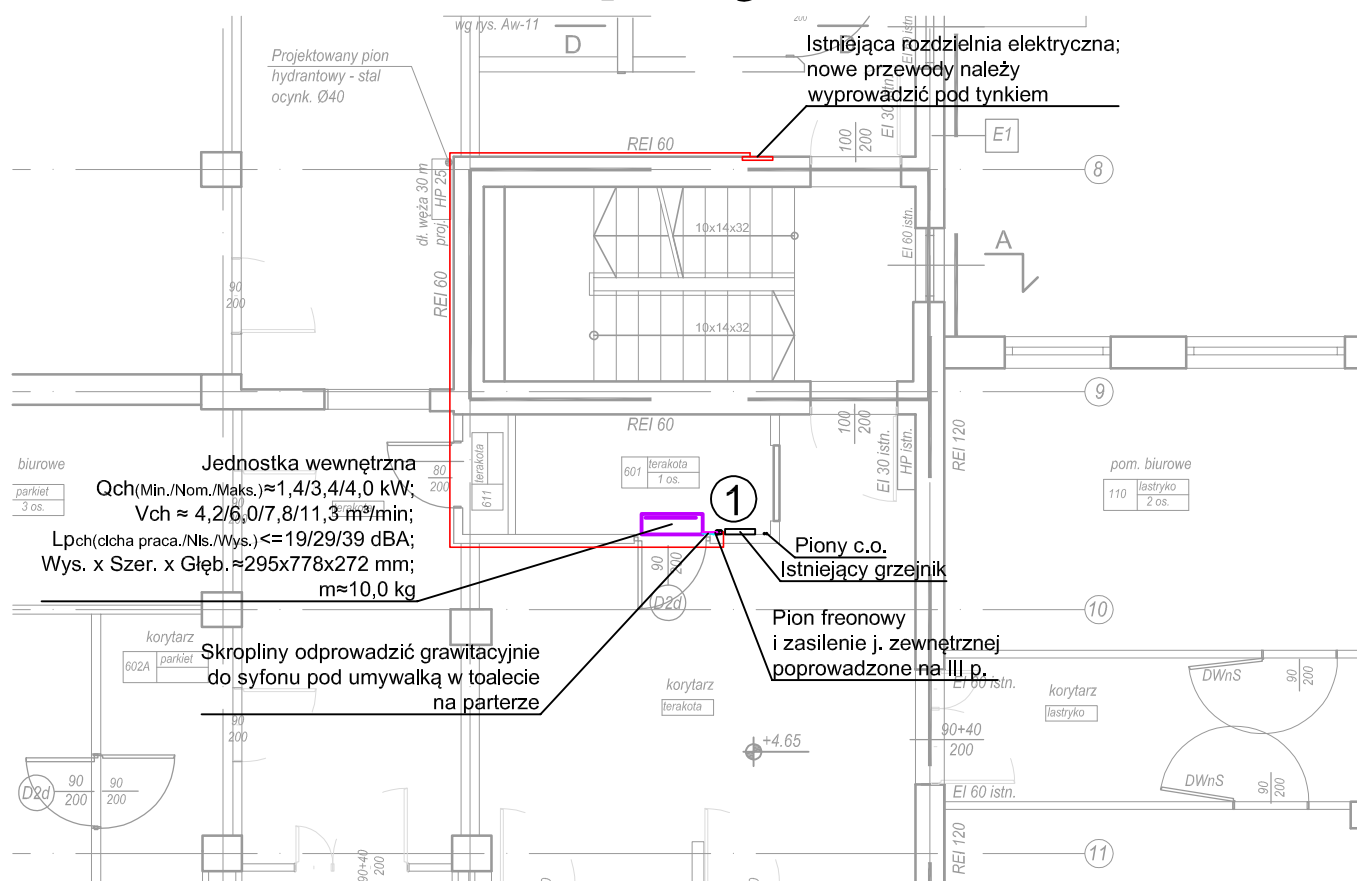 wg rys. Aw-11
D
D
200
Projektowany pion
hydrantowy - stal
ocynk. Ø40
Istniejąca rozdzielnia elektryczna;
nowe przewody należy
wyprowadzić pod tynkiem
EI 30 istn.
E1
REI 60
100
200
8
dł. węża 30 m
proj. HP 25
REI 60
10x14x32
EI 60 istn.
A
90
200
10x14x32
9
REI 60
100
200
EI 30 istn.
HP istn.
REI 120
biurowe
parkiet
3 os.
Jednostka wewnętrzna
Qch(Min./Nom./Maks.)≈1,4/3,4/4,0 kW;
Vch ≈ 4,2/6,0/7,8/11,3 m³/min;
Lpch(cicha praca./Nis./Wys.)<=19/29/39 dBA;
Wys. x Szer. x Głęb.≈295x778x272 mm;
m≈10,0 kg
80
200
terakota
611
terakota
601
terakota
1 os.
1
pom. biurowe
110
lastryko
2 os.
Piony c.o.
Istniejący grzejnik
90
200
D2d
10
Pion freonowy
i zasilenie j. zewnętrznej
poprowadzone na III p.
korytarz
602A
parkiet
Skropliny odprowadzić grawitacyjnie
do syfonu pod umywalką w toalecie
na parterze
korytarz
terakota
EI 60 istn.
korytarz
lastryko
DWnS
90
200
90
200
+4.65
90+40
200
D2d
90
200
90
200
DWnS
90
200
EI 60 istn.
90+40
200
REI 120
11